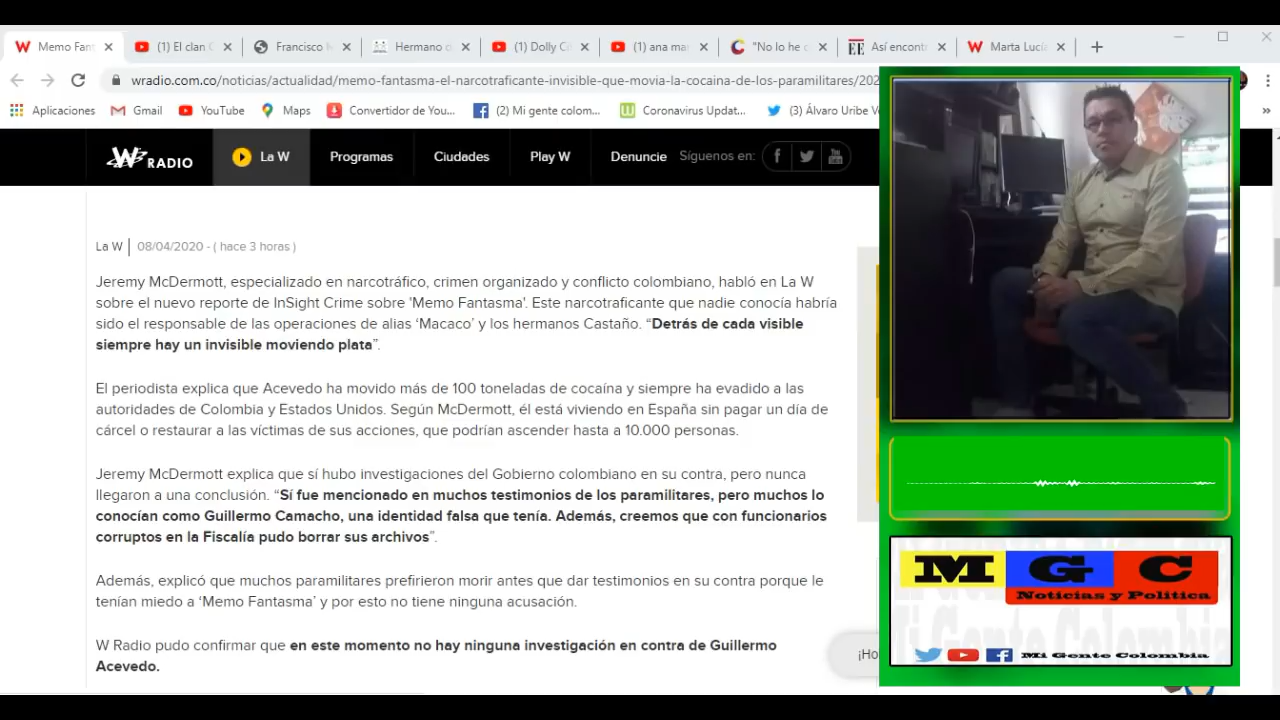 Memo Fan
(1) El clan
Francisco
Hermano d
(1) Dolly C
(1) ana ma
"No lo he c
Así encont
Marta Lucía
wradio.com.co/noticias/actualidad/memo-fantasma-el-narcotraficante-invisible-que-movia-la-cocaina-de-los-paramilitares/202
Aplicaciones
Gmail
YouTube
Maps
Convertidor de You...
(2) Mi gente colom...
Coronavirus Updat...
(3) Álvaro Uribe Ve
»
W RADIO
La W
Programas
Ciudades
Play W
Denuncie
Síguenos en:
La W | 08/04/2020 - ( hace 3 horas )
Jeremy McDermott, especializado en narcotráfico, crimen organizado y conflicto colombiano, habló en La W
sobre el nuevo reporte de InSight Crime sobre 'Memo Fantasma'. Este narcotraficante que nadie conocía habría
sido el responsable de las operaciones de alias ‘Macaco’ y los hermanos Castaño. “Detrás de cada visible
siempre hay un invisible moviendo plata”.
El periodista explica que Acevedo ha movido más de 100 toneladas de cocaína y siempre ha evadido a las
autoridades de Colombia y Estados Unidos. Según McDermott, él está viviendo en España sin pagar un día de
cárcel o restaurar a las víctimas de sus acciones, que podrían ascender hasta a 10.000 personas.
Jeremy McDermott explica que sí hubo investigaciones del Gobierno colombiano en su contra, pero nunca
llegaron a una conclusión. “Sí fue mencionado en muchos testimonios de los paramilitares, pero muchos lo
conocían como Guillermo Camacho, una identidad falsa que tenía. Además, creemos que con funcionarios
corruptos en la Fiscalía pudo borrar sus archivos”.
Además, explicó que muchos paramilitares prefirieron morir antes que dar testimonios en su contra porque le
tenían miedo a ‘Memo Fantasma’ y por esto no tiene ninguna acusación.
W Radio pudo confirmar que en este momento no hay ninguna investigación en contra de Guillermo
Acevedo.
¡Ho
M G C
Noticias y Politica
Mi Gente Colombia